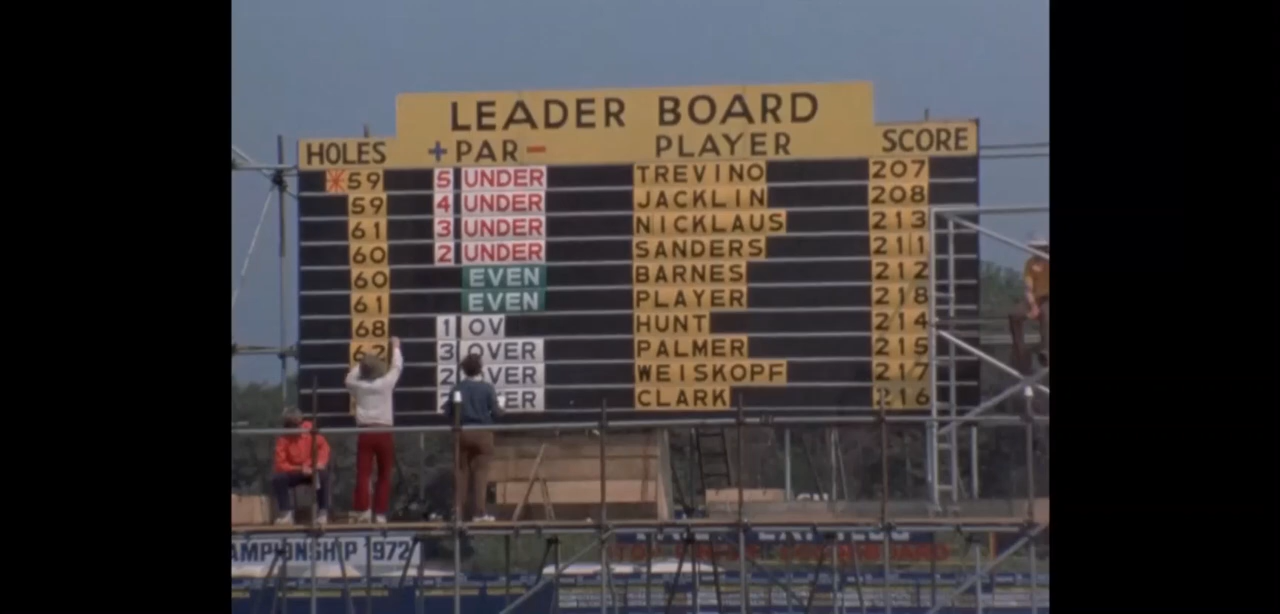 LEADER BOARD
HOLES + PAR - PLAYER SCORE
59 5 UNDER TREVINO 207
59 4 UNDER JACKLIN 208
61 3 UNDER NICKLAUS 213
60 2 UNDER SANDERS 211
60 EVEN BARNES 212
61 EVEN PLAYER 218
68 1 OV HUNT 214
3 OVER PALMER 215
2 OVER WEISKOPF 217
CLARK 216
AMPIONSHIP 1972